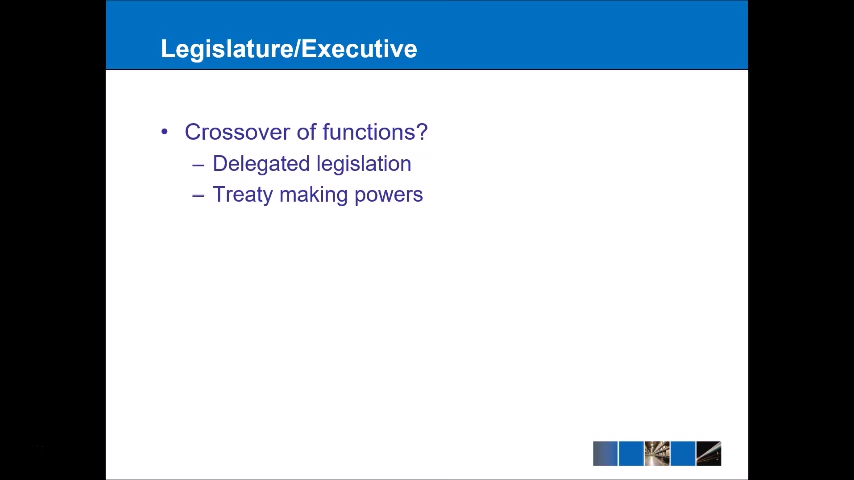 Legislature/Executive
• Crossover of functions?
– Delegated legislation
– Treaty making powers